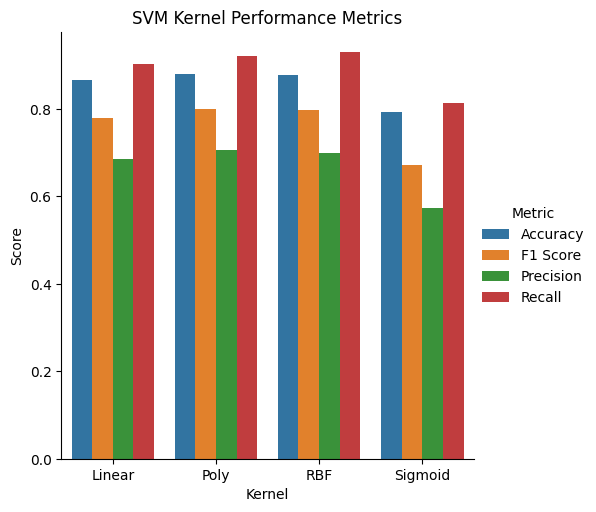 SVM Kernel Performance Metrics
Score
0.8
0.6
0.4
0.2
0.0
Linear
Poly
RBF
Sigmoid
Kernel
Metric
Accuracy
F1 Score
Precision
Recall